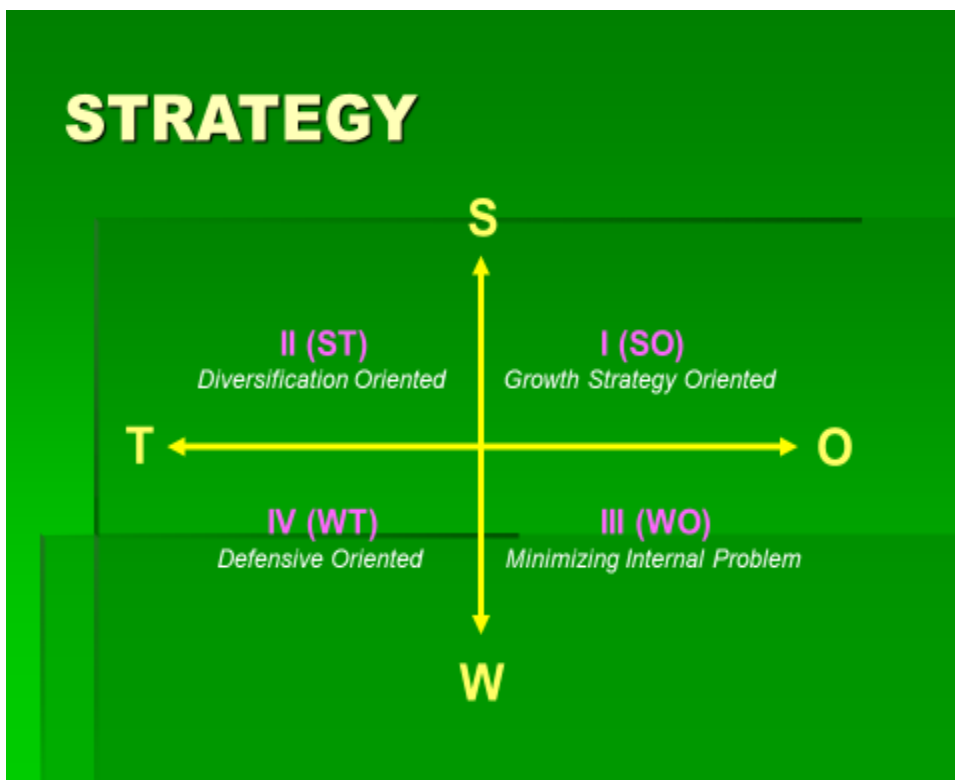 STRATEGY
S
II (ST)
Diversification Oriented
I (SO)
Growth Strategy Oriented
T
O
IV (WT)
Defensive Oriented
III (WO)
Minimizing Internal Problem
W